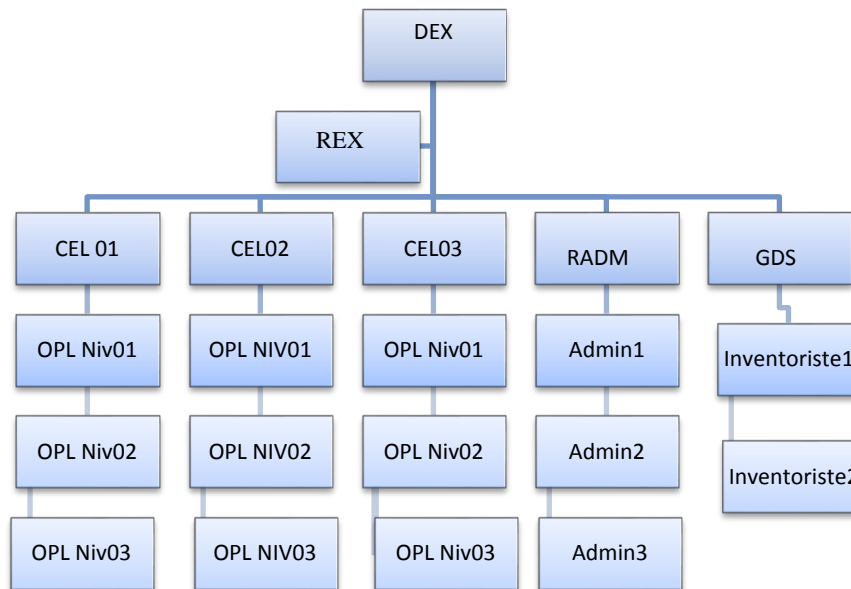 DEX
REX
CEL 01
CEL02
CEL03
RADM
GDS
OPL Niv01
OPL NIV01
OPL Niv01
Admin1
Inventoriste1
OPL Niv02
OPL NIV02
OPL Niv02
Admin2
Inventoriste2
OPL Niv03
OPL NIV03
OPL Niv03
Admin3